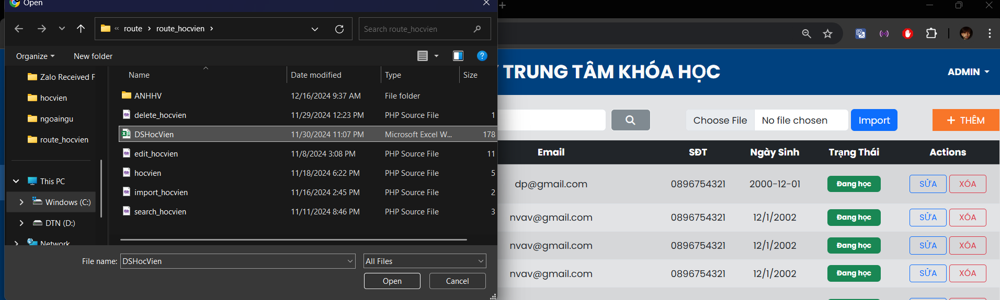 Open
route > route_hocvien >
Search route_hocvien
Organize
New folder
Zalo Received F
hocvien
ngoaingu
route_hocvien
This PC
Windows (C:)
DTN (D:)
Network
Name Date modified Type Size
ANHHV 12/16/2024 9:37 AM File folder
delete_hocvien 11/29/2024 12:23 PM PHP Source File 1
DSHocVien 11/30/2024 11:07 PM Microsoft Excel W... 178
edit_hocvien 11/8/2024 3:08 PM PHP Source File 11
hocvien 11/18/2024 6:22 PM PHP Source File 5
import_hocvien 11/16/2024 2:45 PM PHP Source File 2
search_hocvien 11/11/2024 8:46 PM PHP Source File 3
File name: DSHocVien All Files
Open Cancel
TRUNG TÂM KHÓA HỌC
ADMIN
Choose File No file chosen Import + THÊM
Email SĐT Ngày Sinh Trạng Thái Actions
dp@gmail.com 0896754321 2000-12-01 Đang học SỬA XÓA
nvav@gmail.com 0896754321 12/1/2002 Đang học SỬA XÓA
nvav@gmail.com 0896754321 12/1/2002 Đang học SỬA XÓA
nvav@gmail.com 0896754321 12/1/2002 Đang học SỬA XÓA